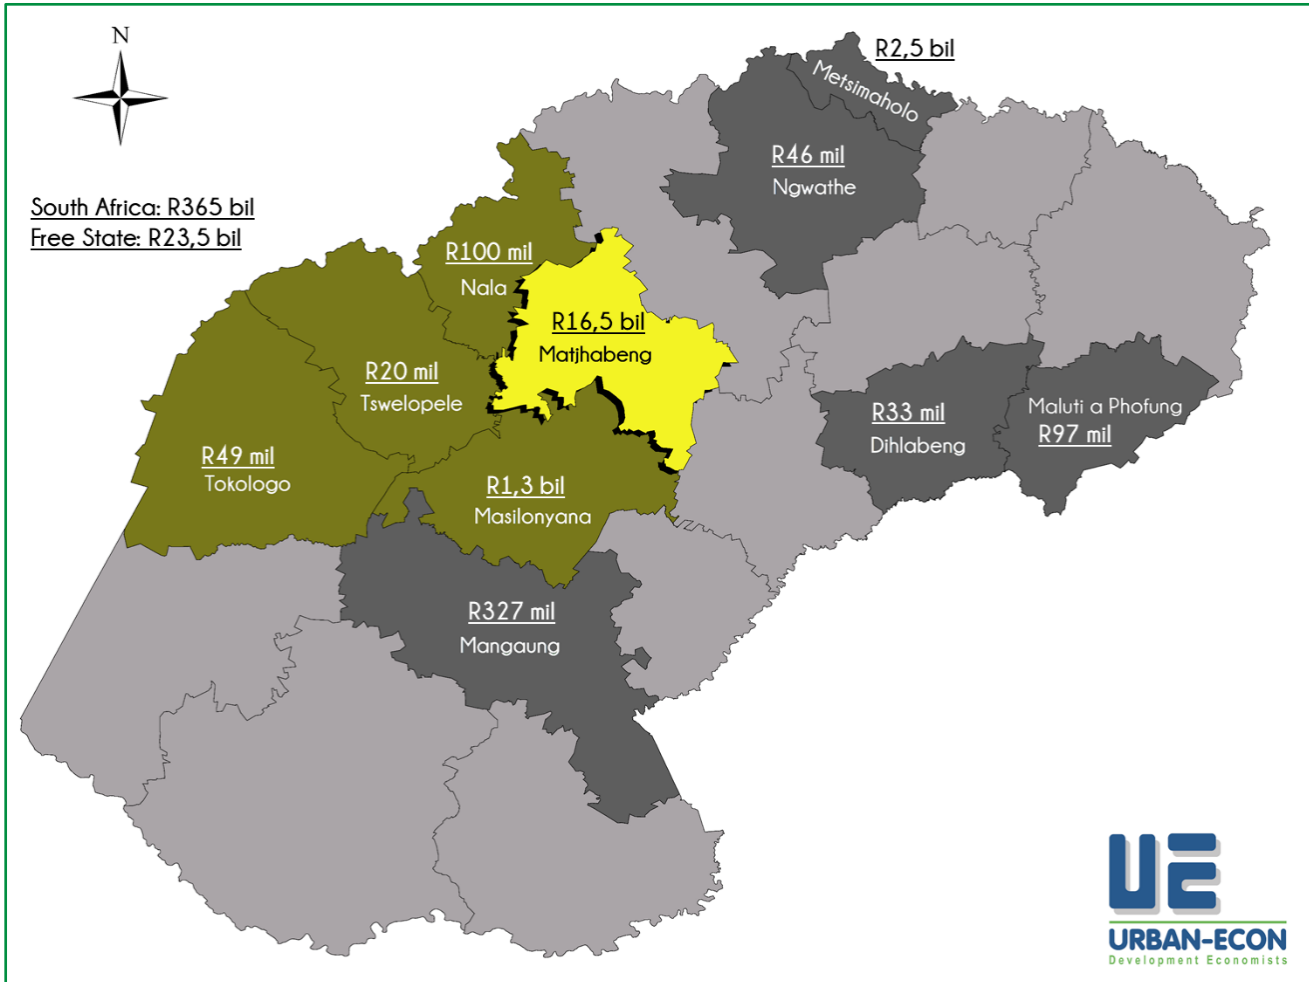 N
R2,5 bil
Metsimaholo
R46 mil
Ngwathe
South Africa: R365 bil
Free State: R23,5 bil
R100 mil
Nala
R16,5 bil
Matjhabeng
R20 mil
Tswelopele
R49 mil
Tokologo
R1,3 bil
Masilonyana
R33 mil
Dihlabeng
Maluti a Phofung
R97 mil
R327 mil
Mangaung
UE
URBAN-ECON
Development Economists